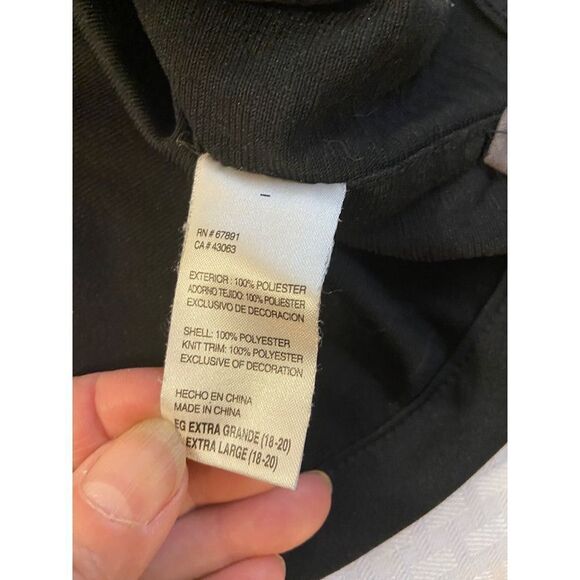 RN # 67891
CA # 43063
EXTERIOR : 100% POLIESTER
ADORNO TEJIDO: 100% POLIESTER
EXCLUSIVO DE DECORACION
SHELL: 100% POLYESTER
KNIT TRIM: 100% POLYESTER
EXCLUSIVE OF DECORATION
HECHO EN CHINA
MADE IN CHINA
EG EXTRA GRANDE (18-20)
EXTRA LARGE (18-20)